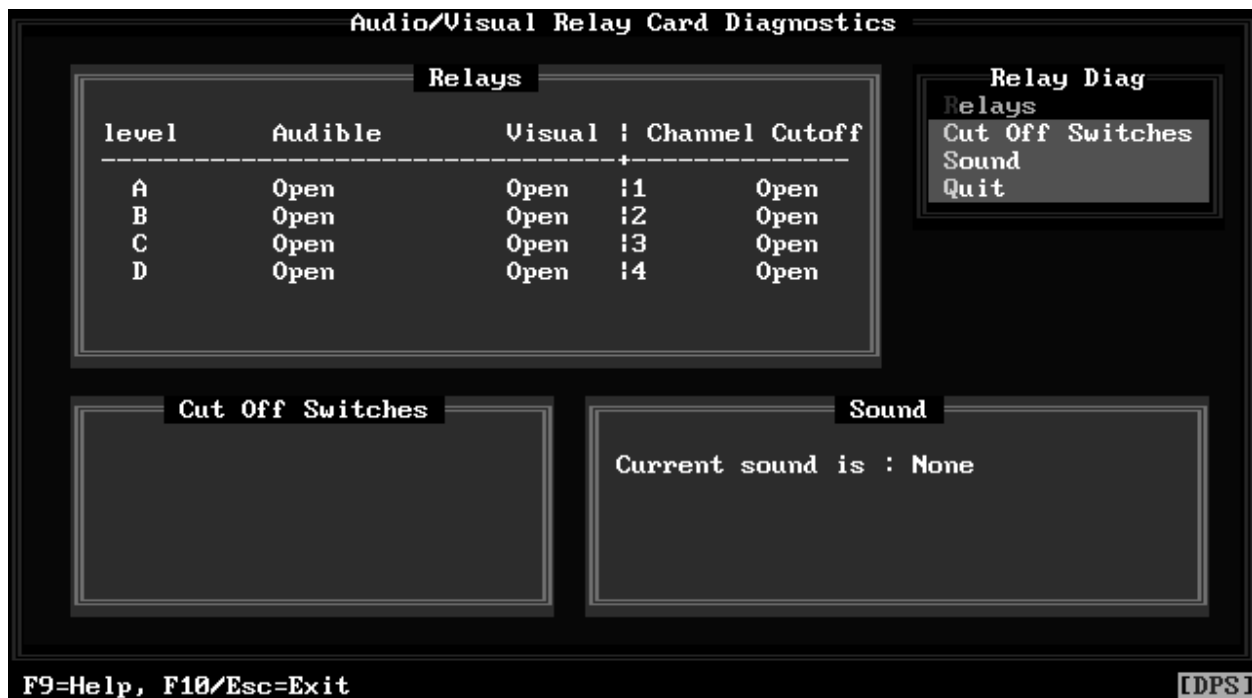 Audio/Visual Relay Card Diagnostics
Relays
level Audible Visual ¦ Channel Cutoff
----------------------------------+---------------
A Open Open ¦1 Open
B Open Open ¦2 Open
C Open Open ¦3 Open
D Open Open ¦4 Open
Relay Diag
Relays
Cut Off Switches
Sound
Quit
Cut Off Switches
Sound
Current sound is : None
F9=Help, F10/Esc=Exit
[DPS]